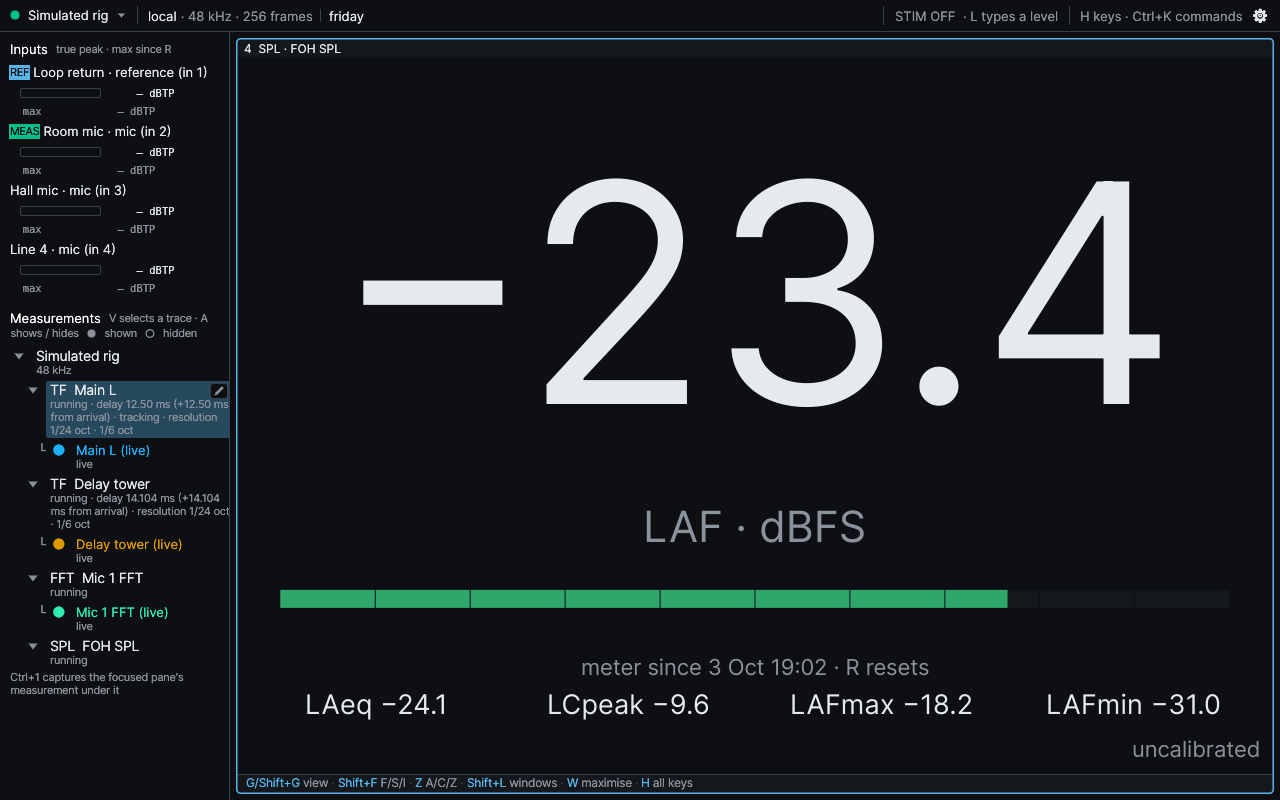 Simulated rig
local · 48 kHz · 256 frames
friday
STIM OFF · L types a level
H keys · Ctrl+K commands
Inputs true peak · max since R
REF Loop return · reference (in 1)
– dBTP
max – dBTP
MEAS Room mic · mic (in 2)
– dBTP
max – dBTP
Hall mic · mic (in 3)
– dBTP
max – dBTP
Line 4 · mic (in 4)
– dBTP
max – dBTP
Measurements V selects a trace · A
shows / hides shown hidden
Simulated rig
48 kHz
TF Main L
running · delay 12.50 ms (+12.50 ms
from arrival) · tracking · resolution
1/24 oct · 1/6 oct
Main L (live)
live
TF Delay tower
running · delay 14.104 ms (+14.104
ms from arrival) · resolution 1/24 oct
· 1/6 oct
Delay tower (live)
live
FFT Mic 1 FFT
running
Mic 1 FFT (live)
live
SPL FOH SPL
running
Ctrl+1 captures the focused pane's
measurement under it
4 SPL · FOH SPL
−23.4
LAF · dBFS
meter since 3 Oct 19:02 · R resets
LAeq −24.1 LCpeak −9.6 LAFmax −18.2 LAFmin −31.0
uncalibrated
G/Shift+G view · Shift+F F/S/I · Z A/C/Z · Shift+L windows · W maximise · H all keys